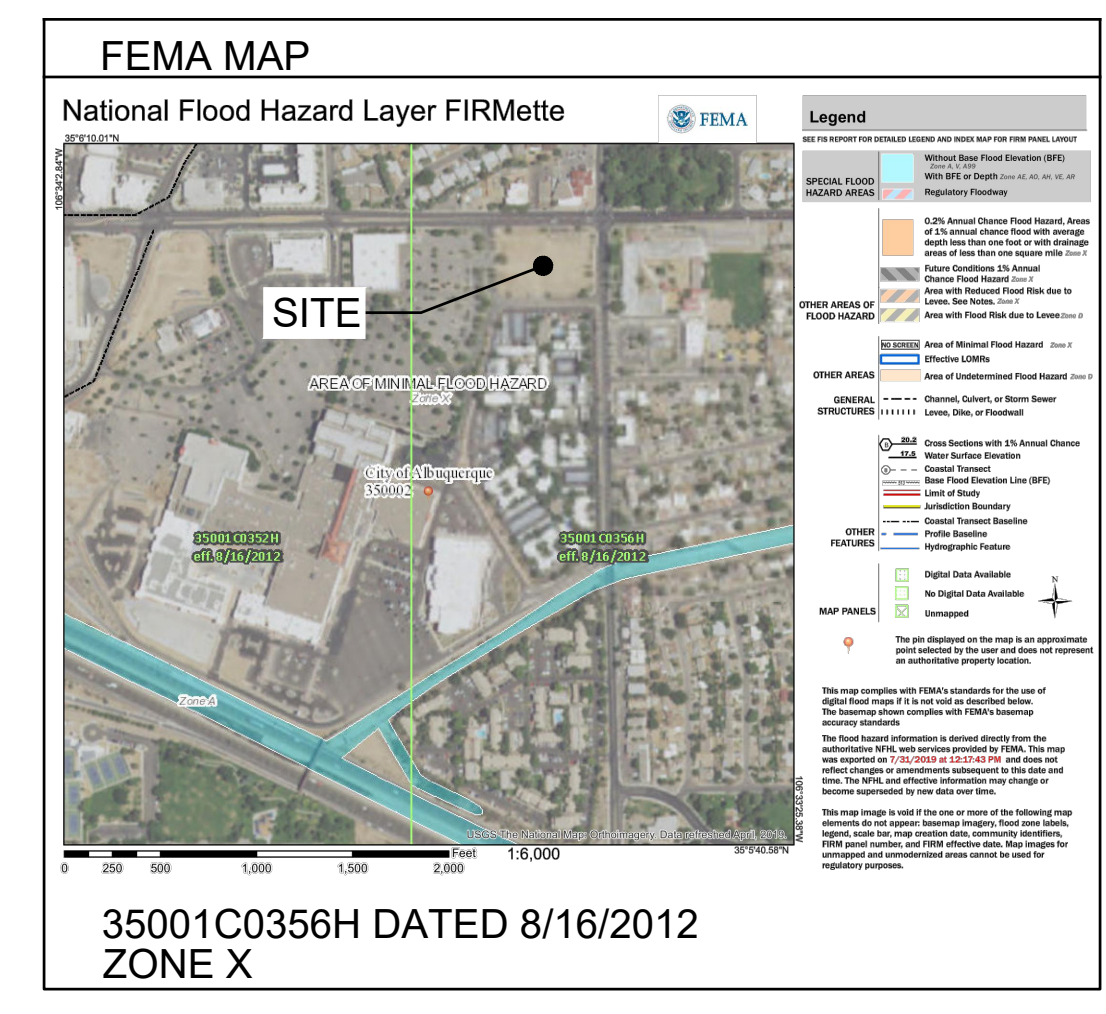 FEMA MAP
National Flood Hazard Layer FIRMette
FEMA
35°6'10.01"N
106°34'2.84"W
SITE
AREA OF MINIMAL FLOOD HAZARD
Zone X
City of Albuquerque
350002
35001C0352H
eff. 8/16/2012
35001C0356H
eff. 8/16/2012
Zone A
USGS The National Map: Orthoimagery. Data refreshed April, 2019.
106°33'25.38"W
35°5'40.58"N
0 250 500 1,000 1,500 2,000
Feet
1:6,000
Legend
SEE FIS REPORT FOR DETAILED LEGEND AND INDEX MAP FOR FIRM PANEL LAYOUT
SPECIAL FLOOD
HAZARD AREAS
Without Base Flood Elevation (BFE)
Zone A, V, A99
With BFE or Depth Zone AE, AO, AH, VE, AR
Regulatory Floodway
0.2% Annual Chance Flood Hazard, Areas
of 1% annual chance flood with average
depth less than one foot or with drainage
areas of less than one square mile Zone X
Future Conditions 1% Annual
Chance Flood Hazard Zone X
Area with Reduced Flood Risk due to
Levee. See Notes. Zone X
Area with Flood Risk due to Levee Zone D
OTHER AREAS OF
FLOOD HAZARD
NO SCREEN Area of Minimal Flood Hazard Zone X
Effective LOMRs
OTHER AREAS
Area of Undetermined Flood Hazard Zone D
GENERAL
STRUCTURES
Channel, Culvert, or Storm Sewer
Levee, Dike, or Floodwall
B 20.2 Cross Sections with 1% Annual Chance
17.5 Water Surface Elevation
8 Coastal Transect
Base Flood Elevation Line (BFE)
Limit of Study
Jurisdiction Boundary
Coastal Transect Baseline
OTHER
FEATURES
Profile Baseline
Hydrographic Feature
Digital Data Available
No Digital Data Available
MAP PANELS
Unmapped
N
The pin displayed on the map is an approximate
point selected by the user and does not represent
an authoritative property location.
This map complies with FEMA's standards for the use of
digital flood maps if it is not void as described below.
The basemap shown complies with FEMA's basemap
accuracy standards
The flood hazard information is derived directly from the
authoritative NFHL web services provided by FEMA. This map
was exported on 7/31/2019 at 12:17:43 PM and does not
reflect changes or amendments subsequent to this date and
time. The NFHL and effective information may change or
become superseded by new data over time.
This map image is void if the one or more of the following map
elements do not appear: basemap imagery, flood zone labels,
legend, scale bar, map creation date, community identifiers,
FIRM panel number, and FIRM effective date. Map images for
unmapped and unmodernized areas cannot be used for
regulatory purposes.
35001C0356H DATED 8/16/2012
ZONE X